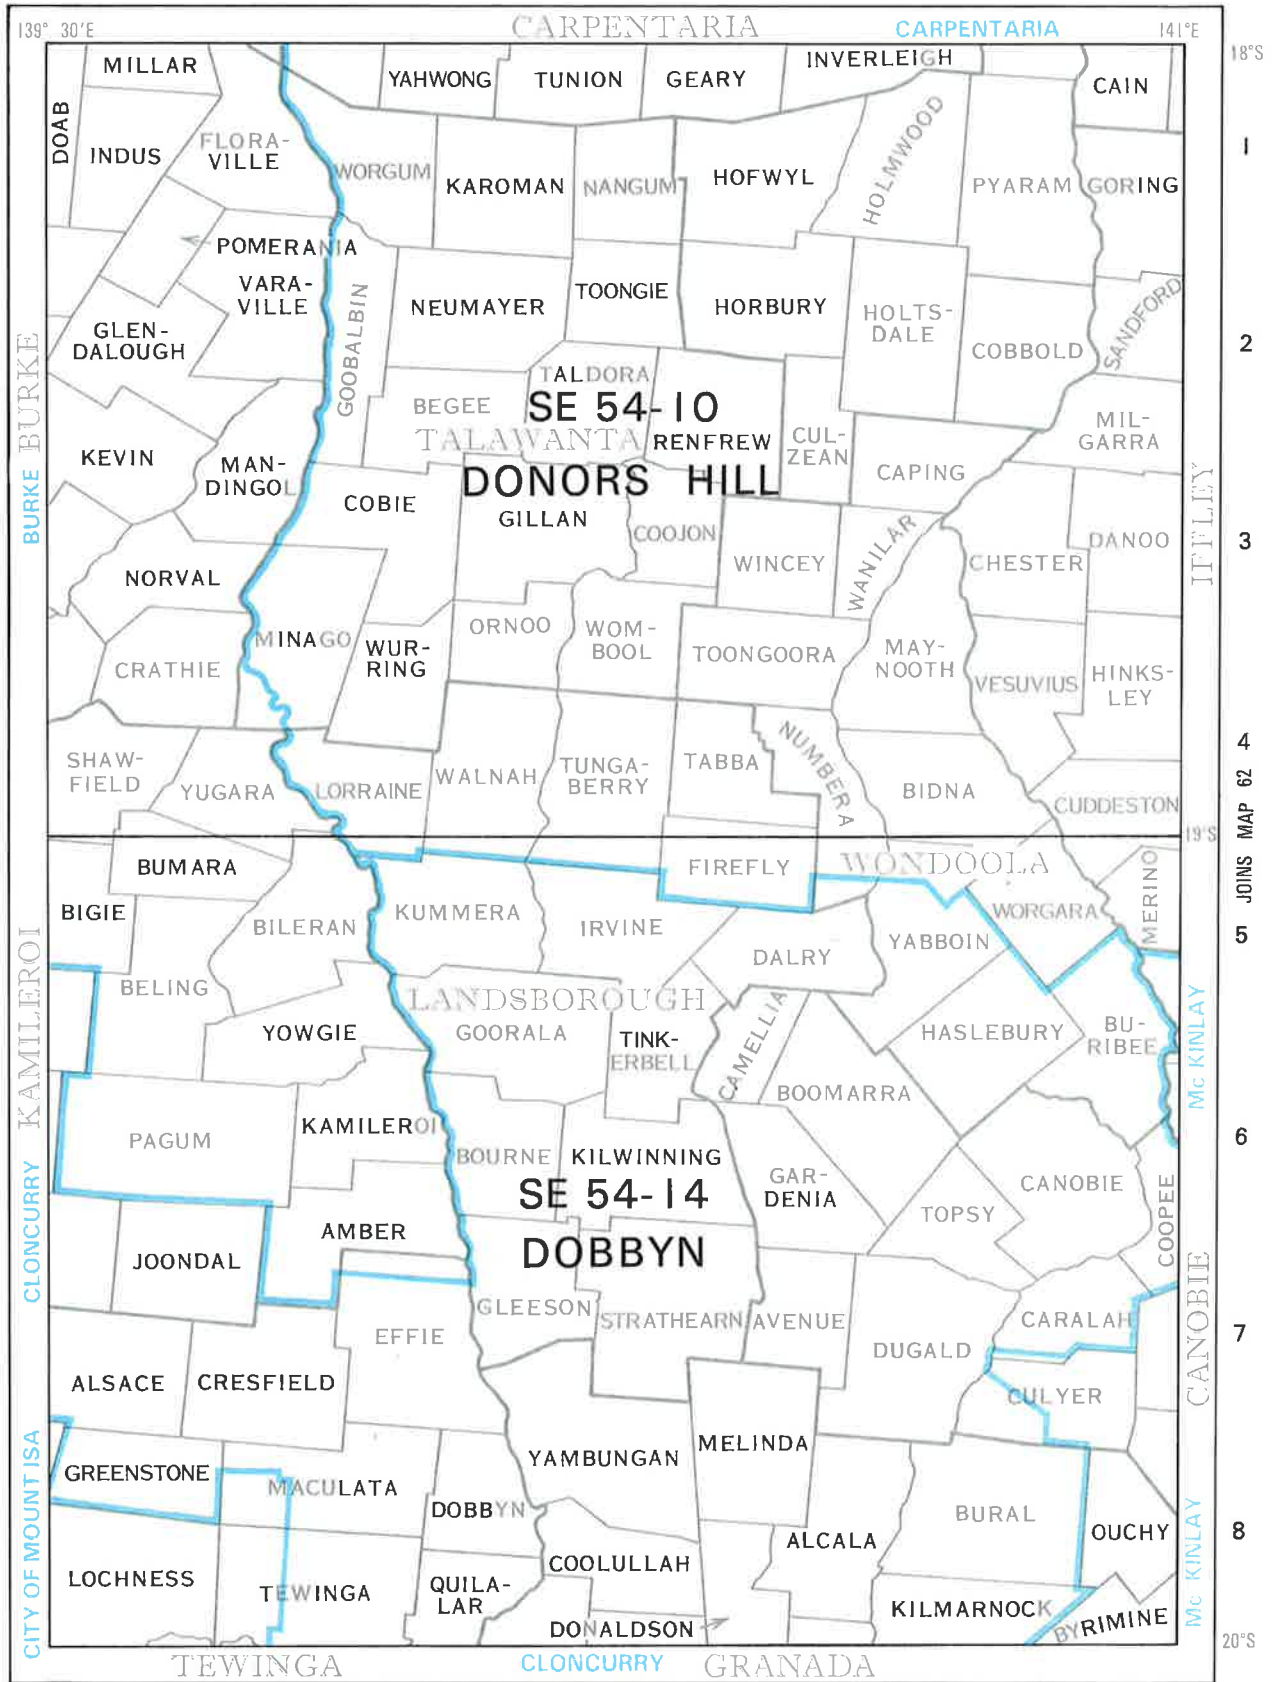 139° 30'E
CARPENTARIA
CARPENTARIA
141°E
18°S
MILLAR
YAHWONG
TUNION
GEARY
INVERLEIGH
CAIN
DOAB
INDUS
FLORA-
VILLE
WORGUM
KAROMAN
NANGUM
HOFWYL
HOLMWOOD
PYARAM
GORING
1
POMERANIA
VARA-
VILLE
GOOBALBIN
NEUMAYER
TOONGIE
HORBURY
HOLTS-
DALE
COBBOLD
SANDFORD
2
GLEN-
DALOUGH
BURKE
BURKE
TALDORA
SE 54-10
BEGEE
TALAWANTA
RENFREW
CUL-
ZEAN
CAPING
MIL-
GARRA
KEVIN
MAN-
DINGOL
COBIE
DONORS HILL
GILLAN
COOJON
WINCEY
WANILAR
CHESTER
DANOO
IFFLEY
3
NORVAL
MINAGO
WUR-
RING
ORNOO
WOM-
BOOL
TOONGOORA
MAY-
NOOTH
VESUVIUS
HINKS-
LEY
CRATHIE
SHAW-
FIELD
YUGARA
LORRAINE
WALNAH
TUNGA-
BERRY
TABBA
NUMBERA
BIDNA
CUDDESTON
4
JOINS MAP 62
19°S
BUMARA
FIREFLY
WONDOOLA
MERINO
BIGIE
BILERAN
KUMMERA
IRVINE
DALRY
YABBOIN
WORGARA
5
BELING
KAMILEROI
LANDSBOROUGH
YOWGIE
GOORALA
TINK-
ERBELL
CAMELLIA
HASLEBURY
BU-
RIBEE
Mc KINLAY
BOOMARRA
PAGUM
KAMILEROI
BOURNE
KILWINNING
GAR-
DENIA
CANOBIE
6
SE 54-14
TOPSY
COOPEE
CLONCURRY
JOONDAL
AMBER
DOBBYN
GLEESON
STRATHEARN
AVENUE
CARALAH
CANOBIE
7
EFFIE
DUGALD
CULYER
ALSACE
CRESFIELD
YAMBUNGAN
MELINDA
GREENSTONE
MACULATA
DOBBYN
BURAL
OUCHY
8
CITY OF MOUNT ISA
LOCHNESS
TEWINGA
QUILA-
LAR
COOLULLAH
ALCALA
KILMARNOCK
BYRIMINE
Mc KINLAY
DONALDSON
20°S
TEWINGA
CLONCURRY
GRANADA